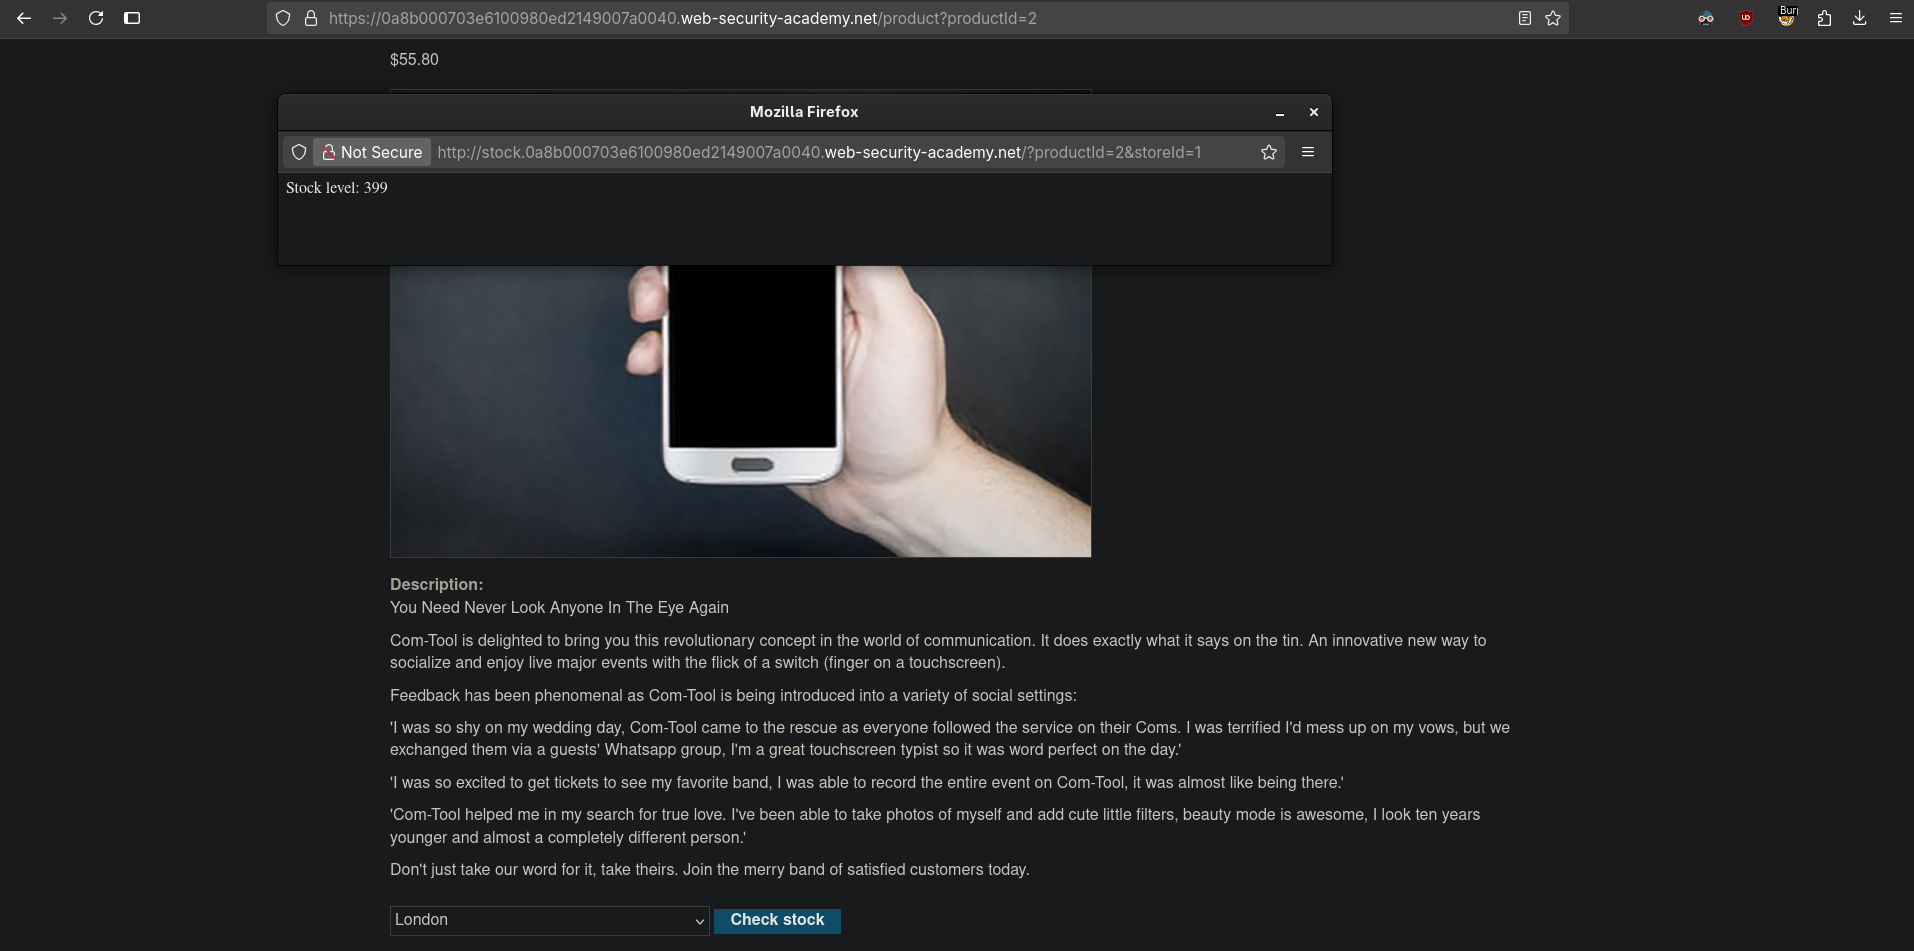 https://0a8b000703e6100980ed2149007a0040.web-security-academy.net/product?productId=2
Burp
$55.80
Mozilla Firefox
Not Secure http://stock.0a8b000703e6100980ed2149007a0040.web-security-academy.net/?productId=2&storeId=1
Stock level: 399
Description:
You Need Never Look Anyone In The Eye Again
Com-Tool is delighted to bring you this revolutionary concept in the world of communication. It does exactly what it says on the tin. An innovative new way to
socialize and enjoy live major events with the flick of a switch (finger on a touchscreen).
Feedback has been phenomenal as Com-Tool is being introduced into a variety of social settings:
'I was so shy on my wedding day, Com-Tool came to the rescue as everyone followed the service on their Coms. I was terrified I'd mess up on my vows, but we
exchanged them via a guests' Whatsapp group, I'm a great touchscreen typist so it was word perfect on the day.'
'I was so excited to get tickets to see my favorite band, I was able to record the entire event on Com-Tool, it was almost like being there.'
'Com-Tool helped me in my search for true love. I've been able to take photos of myself and add cute little filters, beauty mode is awesome, I look ten years
younger and almost a completely different person.'
Don't just take our word for it, take theirs. Join the merry band of satisfied customers today.
London Check stock